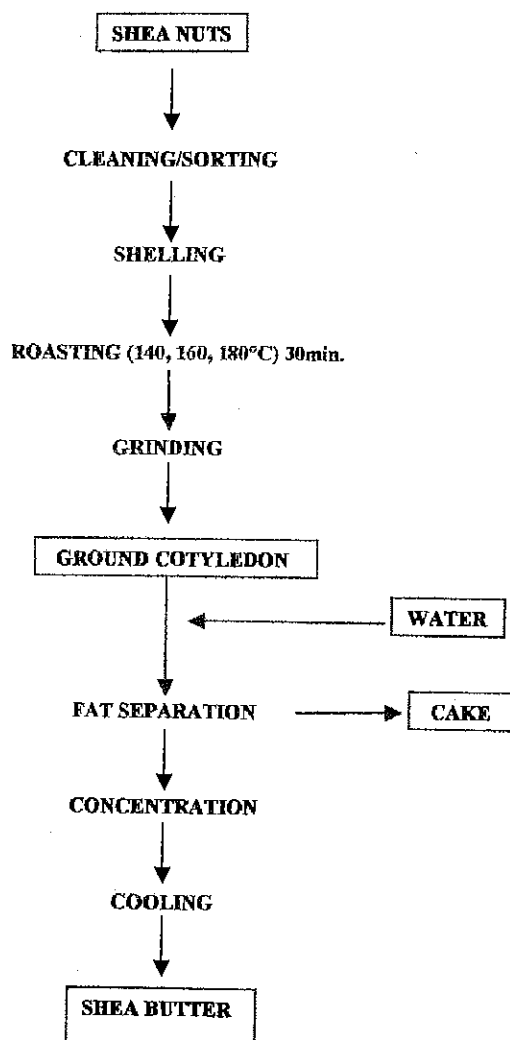 SHEA NUTS
CLEANING/SORTING
SHELLING
ROASTING (140, 160, 180°C) 30min.
GRINDING
GROUND COTYLEDON
WATER
FAT SEPARATION
CAKE
CONCENTRATION
COOLING
SHEA BUTTER